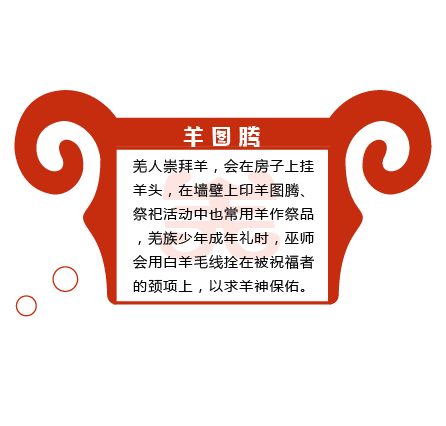 羊图腾
羌人崇拜羊，会在房子上挂
羊头，在墙壁上印羊图腾、
祭祀活动中也常用羊作祭品
，羌族少年成年礼时，巫师
会用白羊毛线拴在被祝福者
的颈项上，以求羊神保佑。